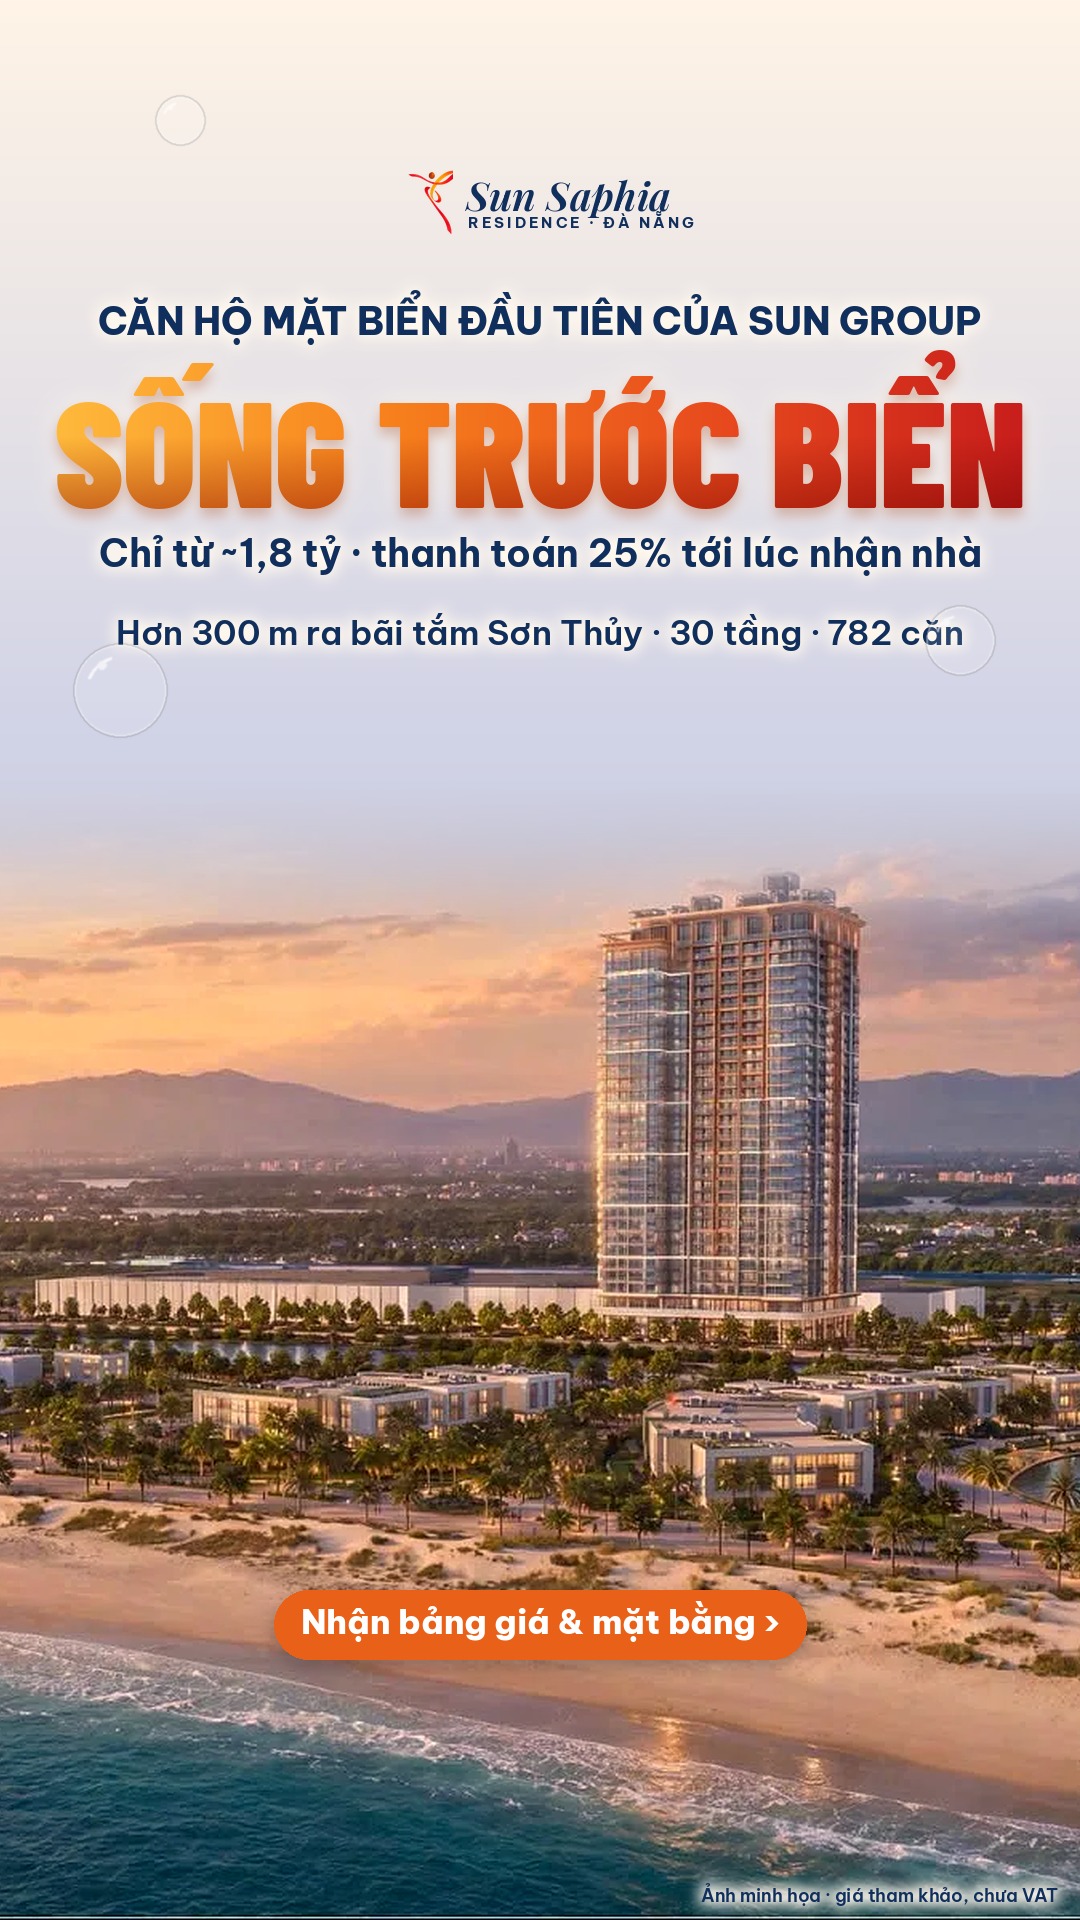 Sun Saphia
RESIDENCE · ĐÀ NẴNG
CĂN HỘ MẶT BIỂN ĐẦU TIÊN CỦA SUN GROUP
SỐNG TRƯỚC BIỂN
Chỉ từ ~1,8 tỷ · thanh toán 25% tới lúc nhận nhà
Hơn 300 m ra bãi tắm Sơn Thủy · 30 tầng · 782 căn
Nhận bảng giá & mặt bằng ›
Ảnh minh họa · giá tham khảo, chưa VAT